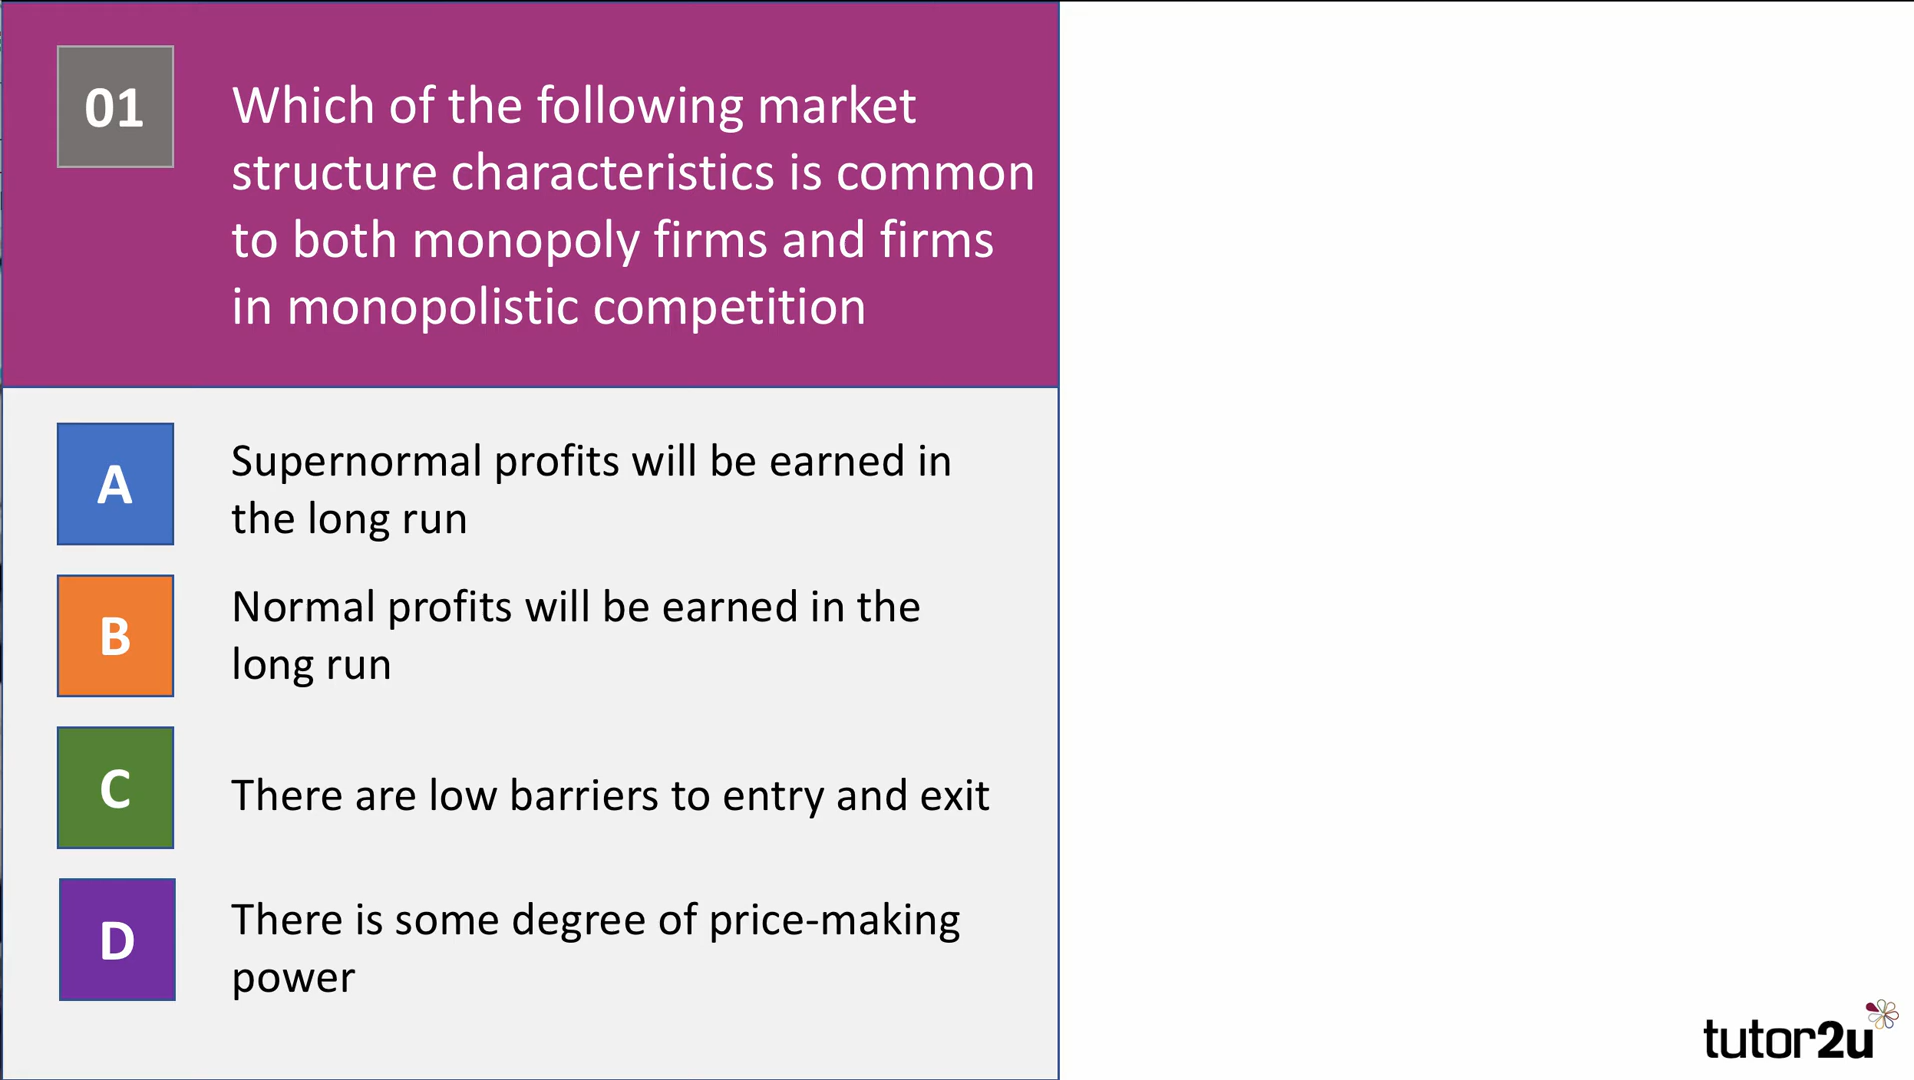 01
Which of the following market
structure characteristics is common
to both monopoly firms and firms
in monopolistic competition
A
Supernormal profits will be earned in
the long run
B
Normal profits will be earned in the
long run
C
There are low barriers to entry and exit
D
There is some degree of price-making
power
tutor2u